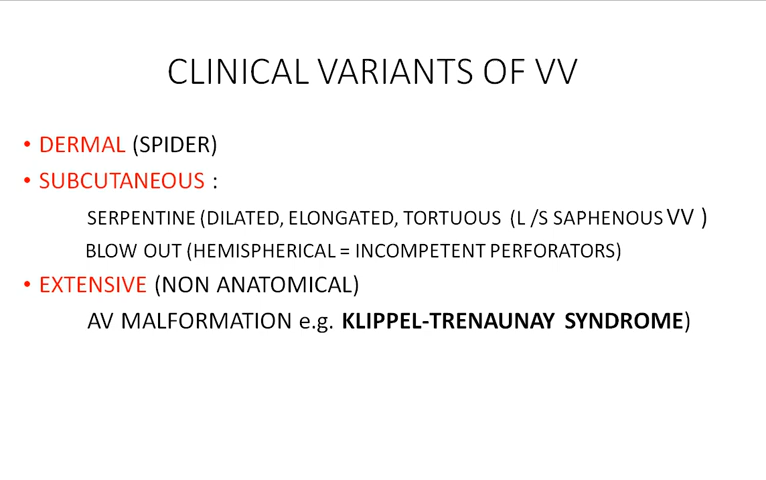 CLINICAL VARIANTS OF VV
• DERMAL (SPIDER)
• SUBCUTANEOUS :
SERPENTINE (DILATED, ELONGATED, TORTUOUS (L /S SAPHENOUS VV )
BLOW OUT (HEMISPHERICAL = INCOMPETENT PERFORATORS)
• EXTENSIVE (NON ANATOMICAL)
AV MALFORMATION e.g. KLIPPEL-TRENAUNAY SYNDROME)